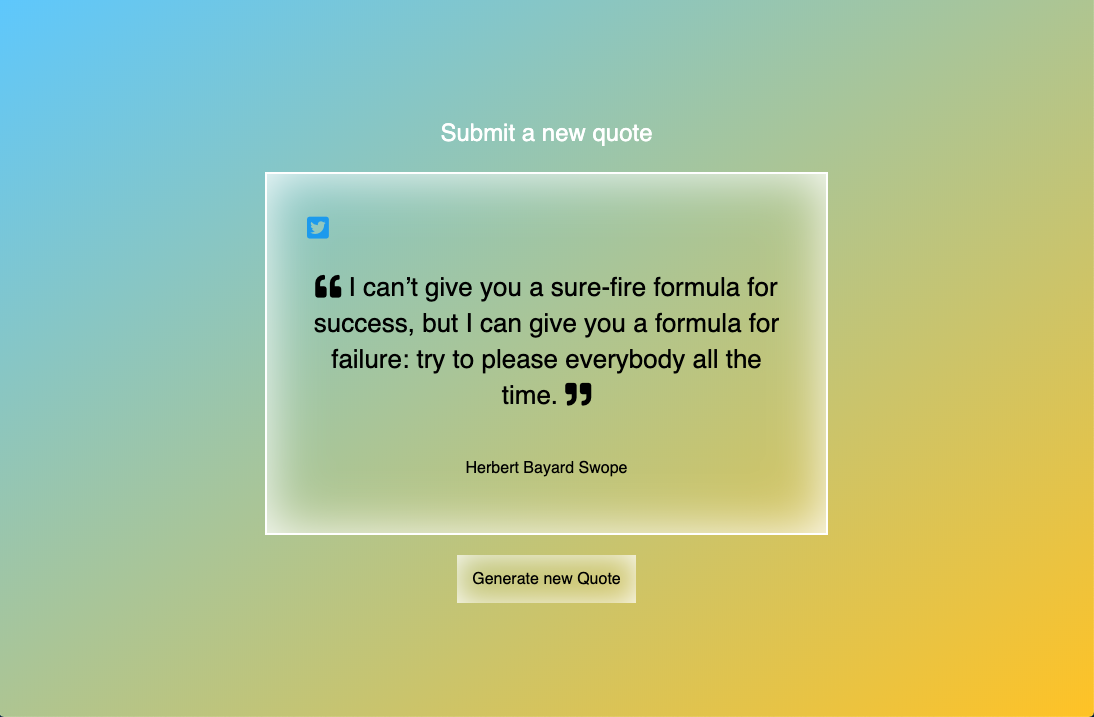 Submit a new quote
❝ I can’t give you a sure-fire formula for
success, but I can give you a formula for
failure: try to please everybody all the
time. ❞
Herbert Bayard Swope
Generate new Quote